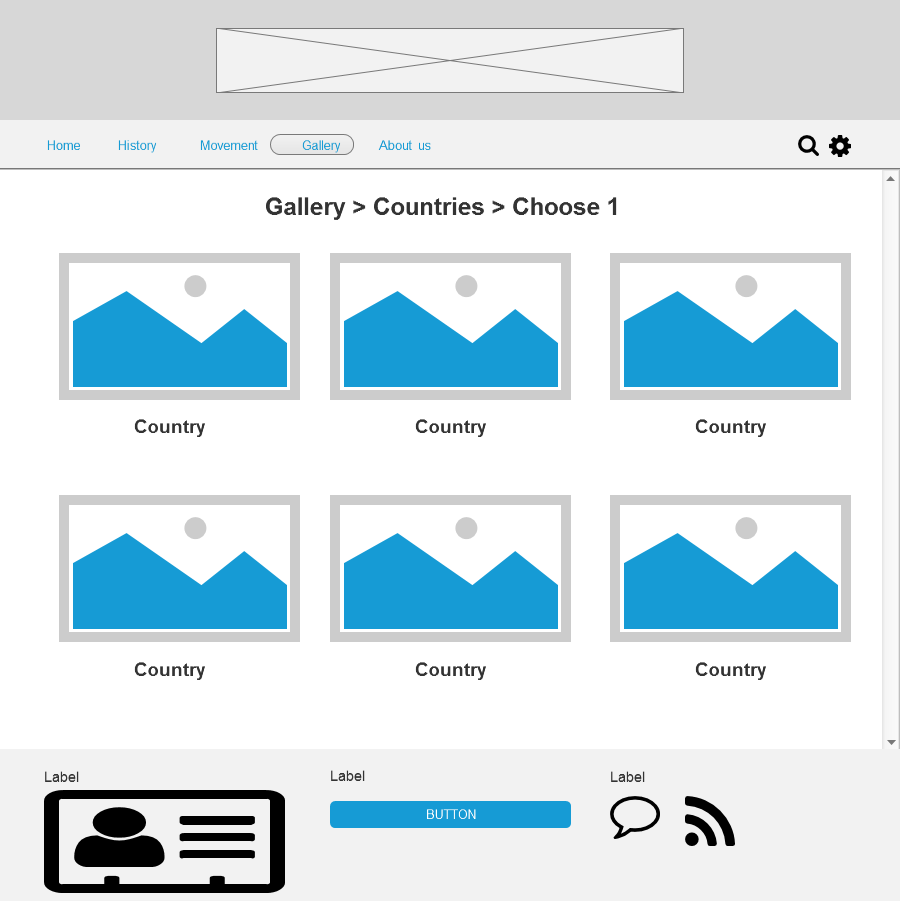 Home History Movement Gallery About us
Gallery > Countries > Choose 1
Country Country Country
Country Country Country
Label Label Label
BUTTON